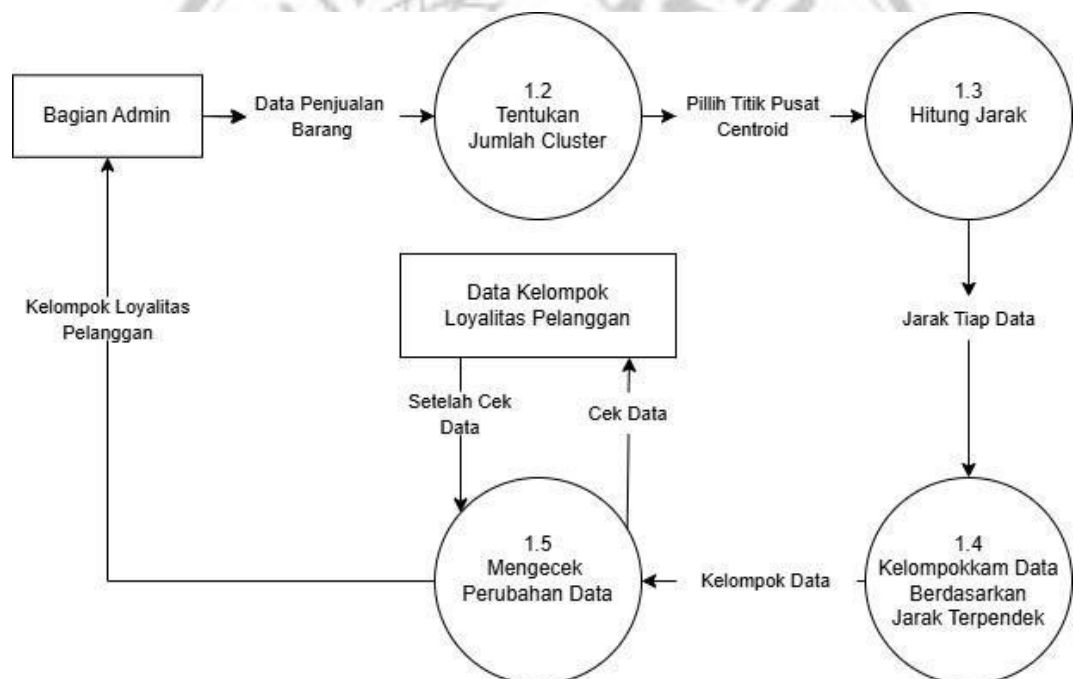 Bagian Admin
Data Penjualan
Barang
1.2
Tentukan
Jumlah Cluster
Pillih Titik Pusat
Centroid
1.3
Hitung Jarak
Kelompok Loyalitas
Pelanggan
Data Kelompok
Loyalitas Pelanggan
Jarak Tiap Data
Setelah Cek
Data
Cek Data
1.5
Mengecek
Perubahan Data
Kelompok Data
1.4
Kelompokkam Data
Berdasarkan
Jarak Terpendek